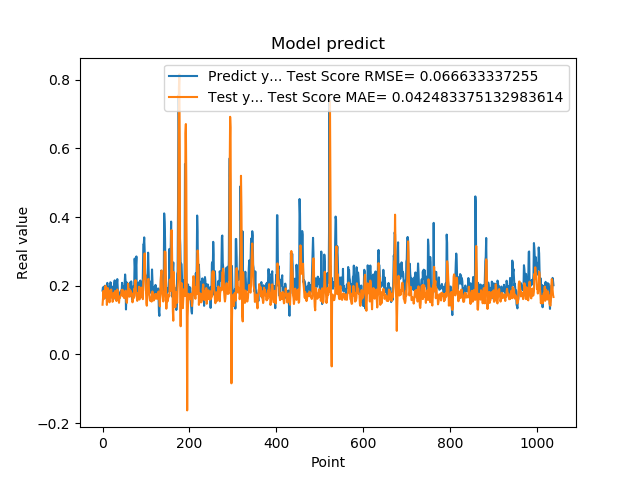 Model predict
Predict y... Test Score RMSE= 0.066633337255
Test y... Test Score MAE= 0.042483375132983614
0.8
0.6
0.4
0.2
0.0
−0.2
Real value
0 200 400 600 800 1000
Point